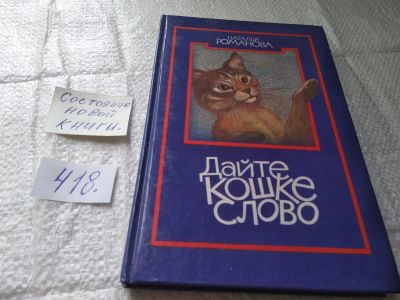 НАТАЛЬЯ
РОМАНОВА
Дайте
кошке
слово
Состояние
новой
книги.
418.